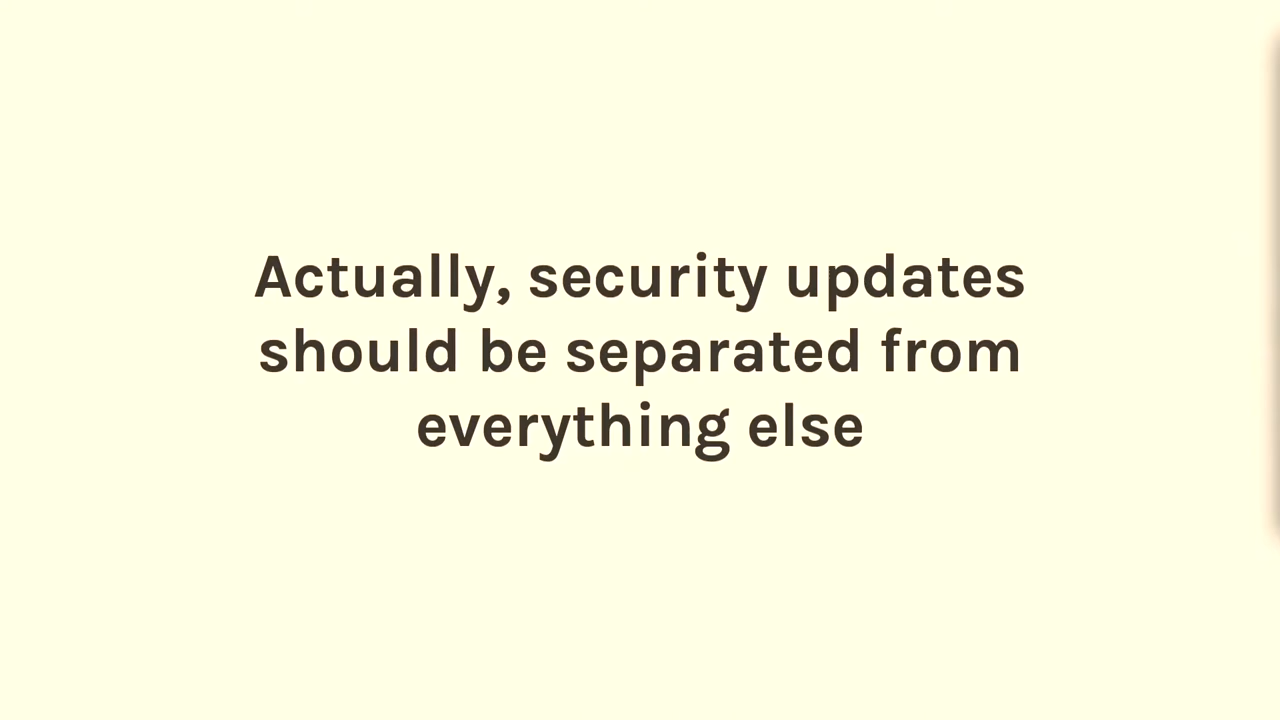 Actually, security updates
should be separated from
everything else